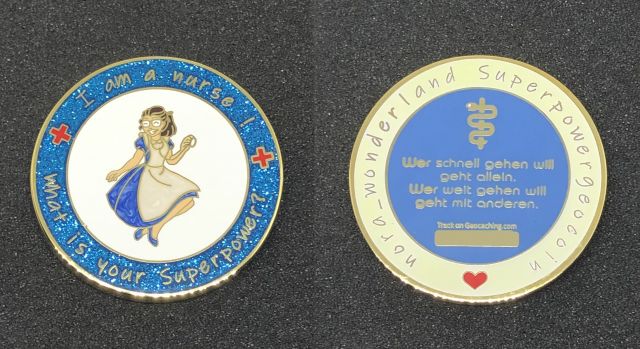 I am a nurse !
What is your Superpower?
nora-wonderland Superpowergeocoin
Wer schnell gehen will
geht allein.
Wer weit gehen will
geht mit anderen.
Track on Geocaching.com